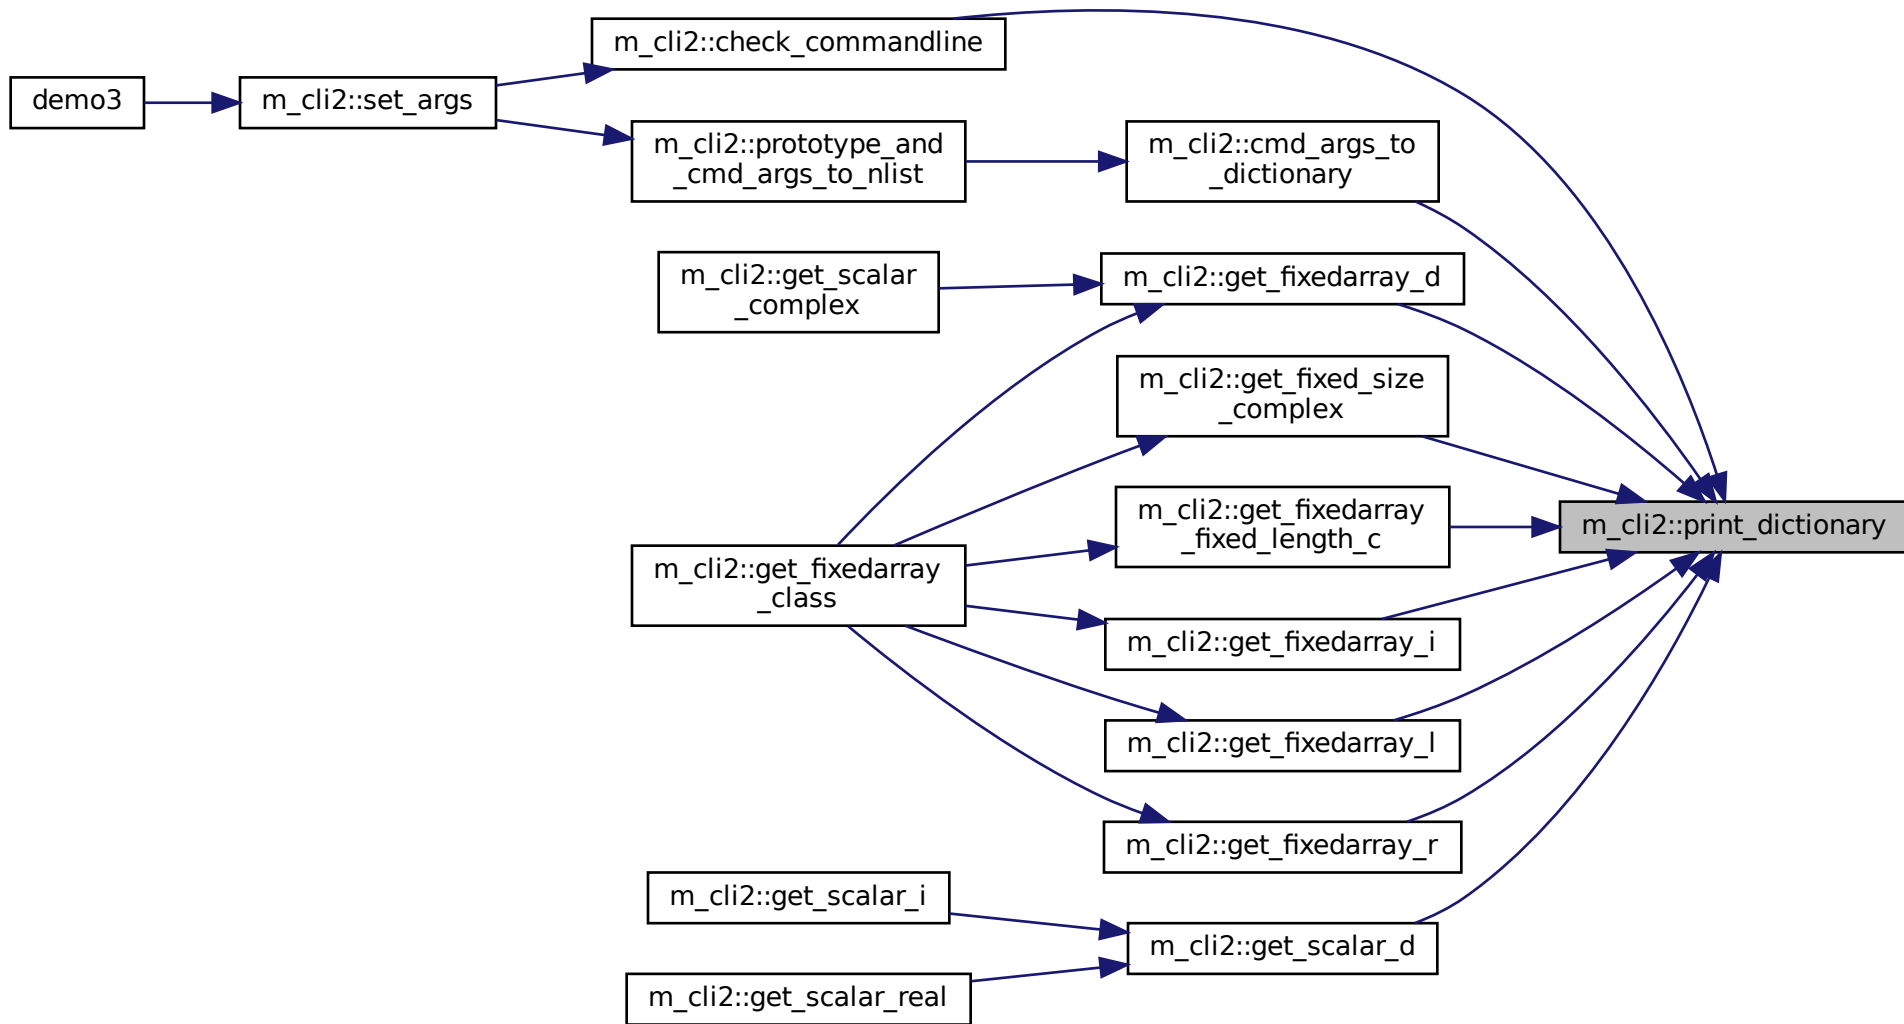 m_cli2::check_commandline
demo3
m_cli2::set_args
m_cli2::prototype_and
_cmd_args_to_nlist
m_cli2::cmd_args_to
_dictionary
m_cli2::get_scalar
_complex
m_cli2::get_fixedarray_d
m_cli2::get_fixed_size
_complex
m_cli2::get_fixedarray
_fixed_length_c
m_cli2::print_dictionary
m_cli2::get_fixedarray
_class
m_cli2::get_fixedarray_i
m_cli2::get_fixedarray_l
m_cli2::get_fixedarray_r
m_cli2::get_scalar_i
m_cli2::get_scalar_d
m_cli2::get_scalar_real